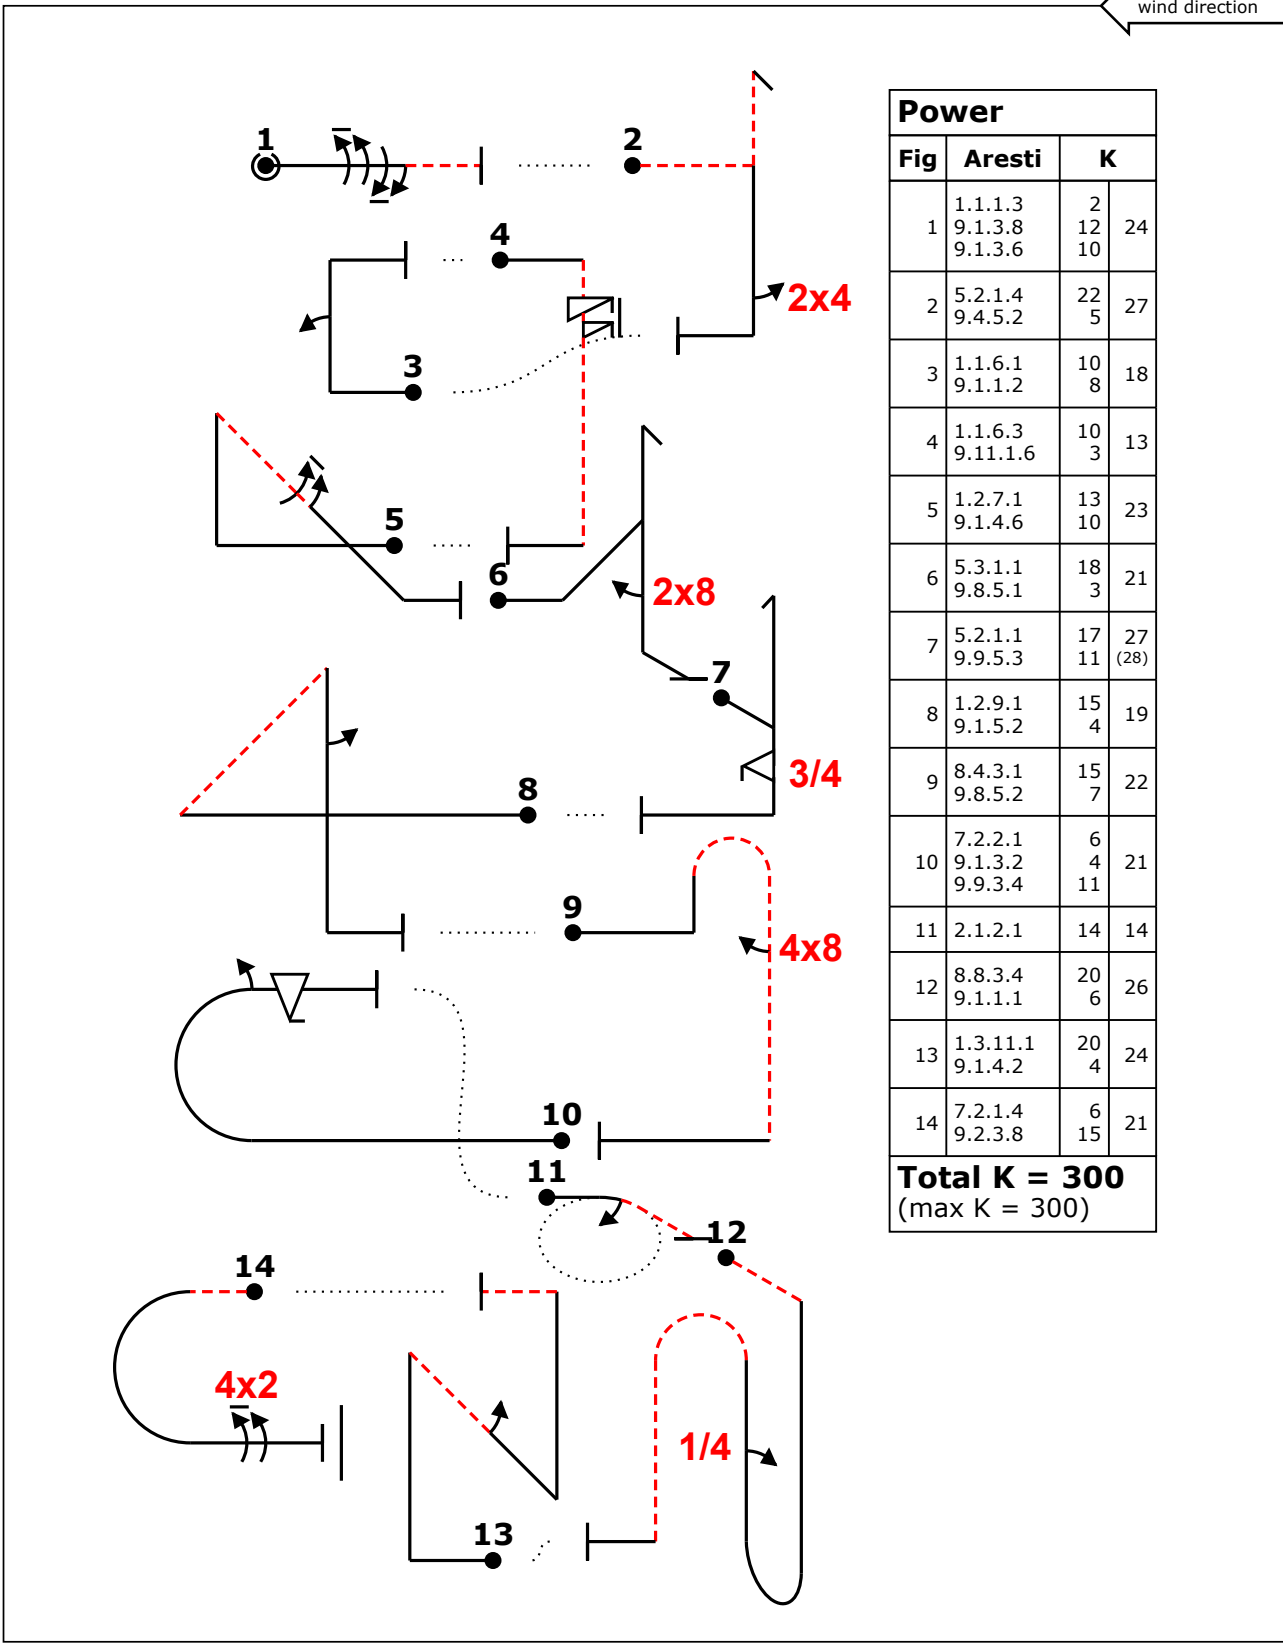 wind direction
1
2
4
2x4
3
5
6
2x8
7
3/4
8
9
4x8
10
11
12
14
4x2
1/4
13
Power
Fig Aresti K
1 1.1.1.3 2 24
9.1.3.8 12
9.1.3.6 10
2 5.2.1.4 22 27
9.4.5.2 5
3 1.1.6.1 10 18
9.1.1.2 8
4 1.1.6.3 10 13
9.11.1.6 3
5 1.2.7.1 13 23
9.1.4.6 10
6 5.3.1.1 18 21
9.8.5.1 3
7 5.2.1.1 17 27
9.9.5.3 11 (28)
8 1.2.9.1 15 19
9.1.5.2 4
9 8.4.3.1 15 22
9.8.5.2 7
10 7.2.2.1 6 21
9.1.3.2 4
9.9.3.4 11
11 2.1.2.1 14 14
12 8.8.3.4 20 26
9.1.1.1 6
13 1.3.11.1 20 24
9.1.4.2 4
14 7.2.1.4 6 21
9.2.3.8 15
Total K = 300
(max K = 300)